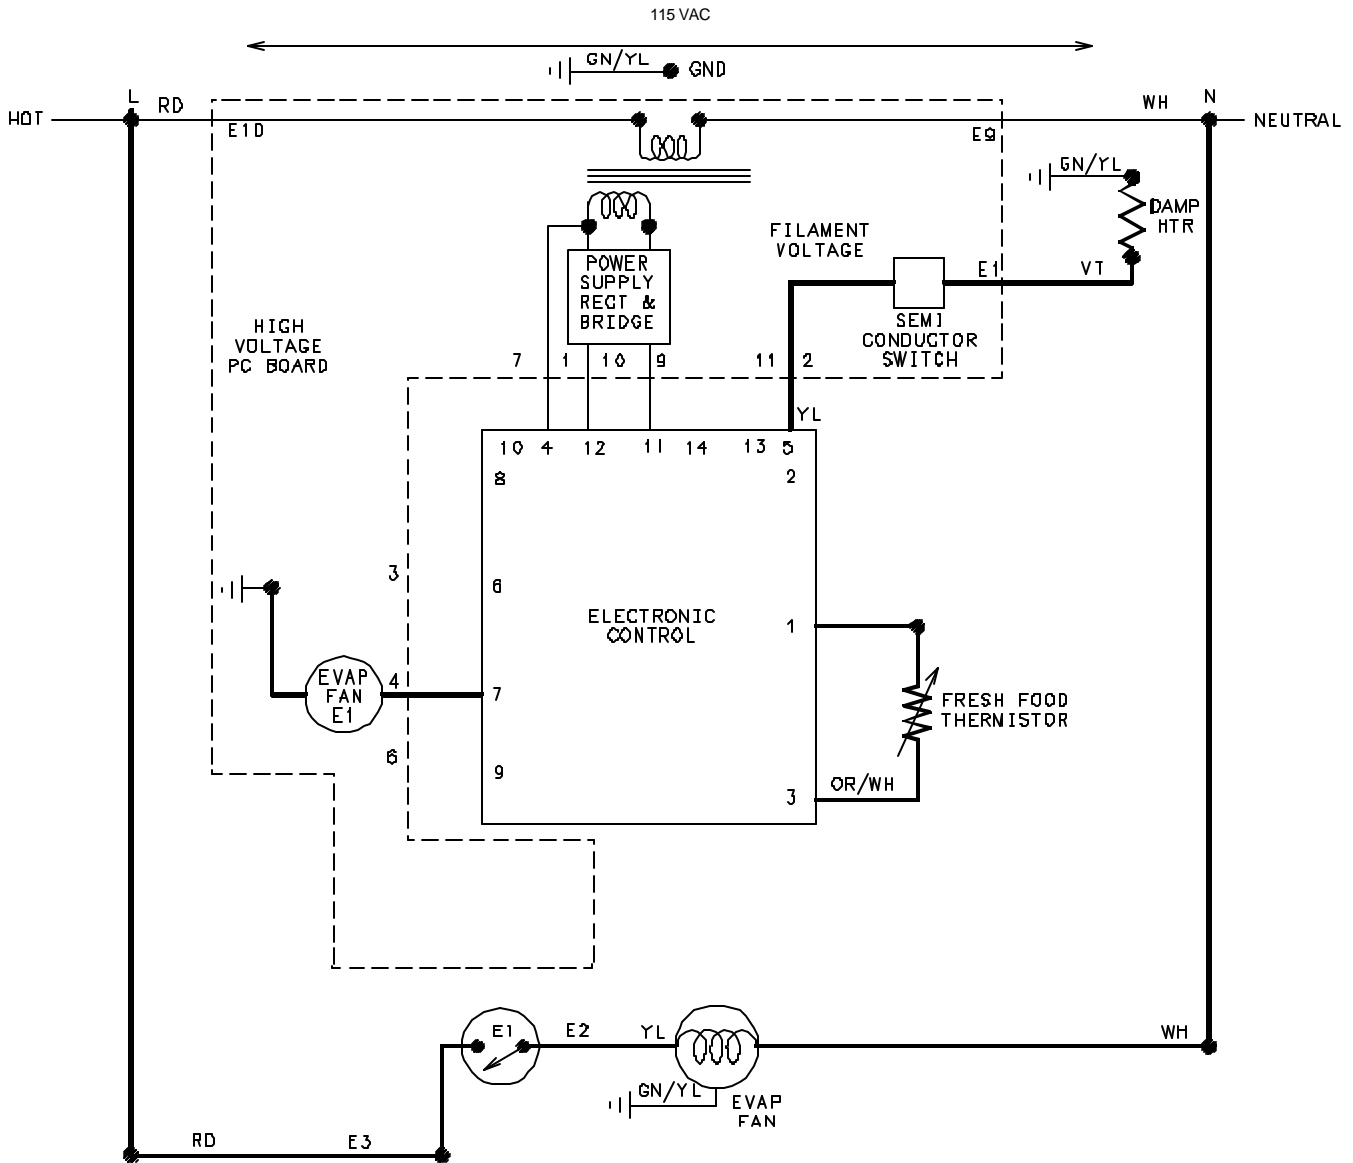 115 VAC
GN/YL GND
L RD WH N
HOT NEUTRAL
E1D E9
GN/YL
DAMP
HTR
FILAMENT
VOLTAGE
POWER
SUPPLY
RECT &
BRIDGE
E1 VT
SEMI
CONDUCTOR
SWITCH
HIGH
VOLTAGE
PC BOARD
7 1 10 9 11 2
YL
10 4 12 11 14 13 5
8 2
3 6
ELECTRONIC
CONTROL
1
EVAP
FAN
E1
4 7
FRESH FOOD
THERNISTOR
6 9
OR/WH
3
E1 E2 YL WH
GN/YL
EVAP
FAN
RD E3